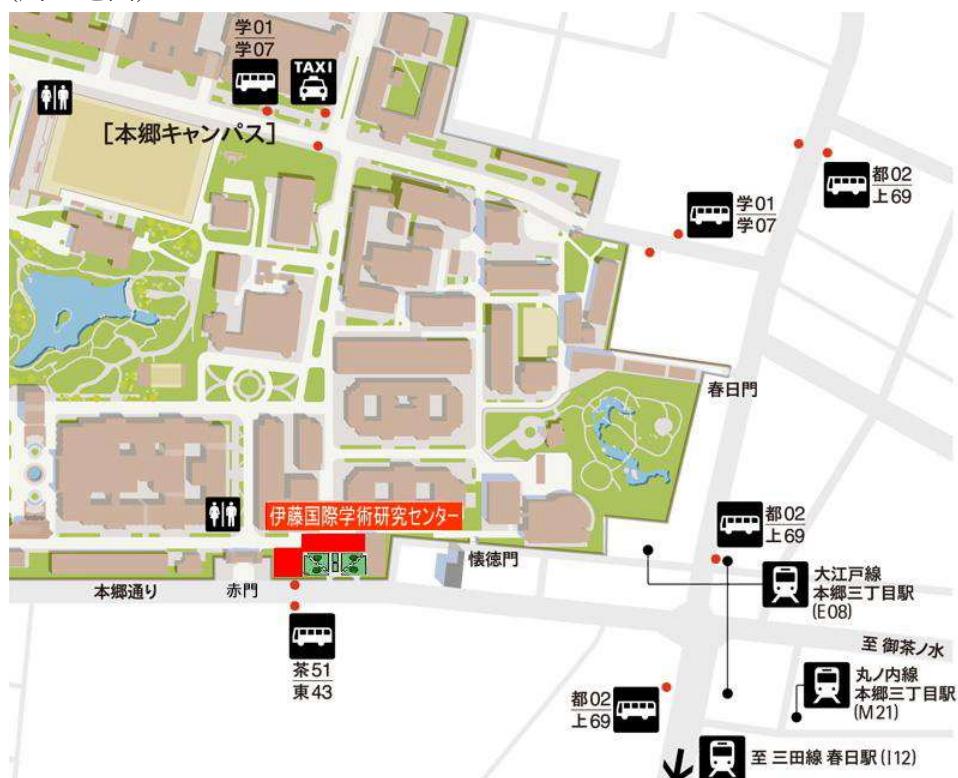 学01
学07
TAXI
[本郷キャンパス]
都02
上69
学01
学07
春日門
伊藤国際学術研究センター
都02
上69
懐徳門
大江戸線
本郷三丁目駅
(E08)
本郷通り
赤門
至 御茶ノ水
茶51
東43
丸ノ内線
本郷三丁目駅
(M21)
都02
上69
至 三田線 春日駅(I12)